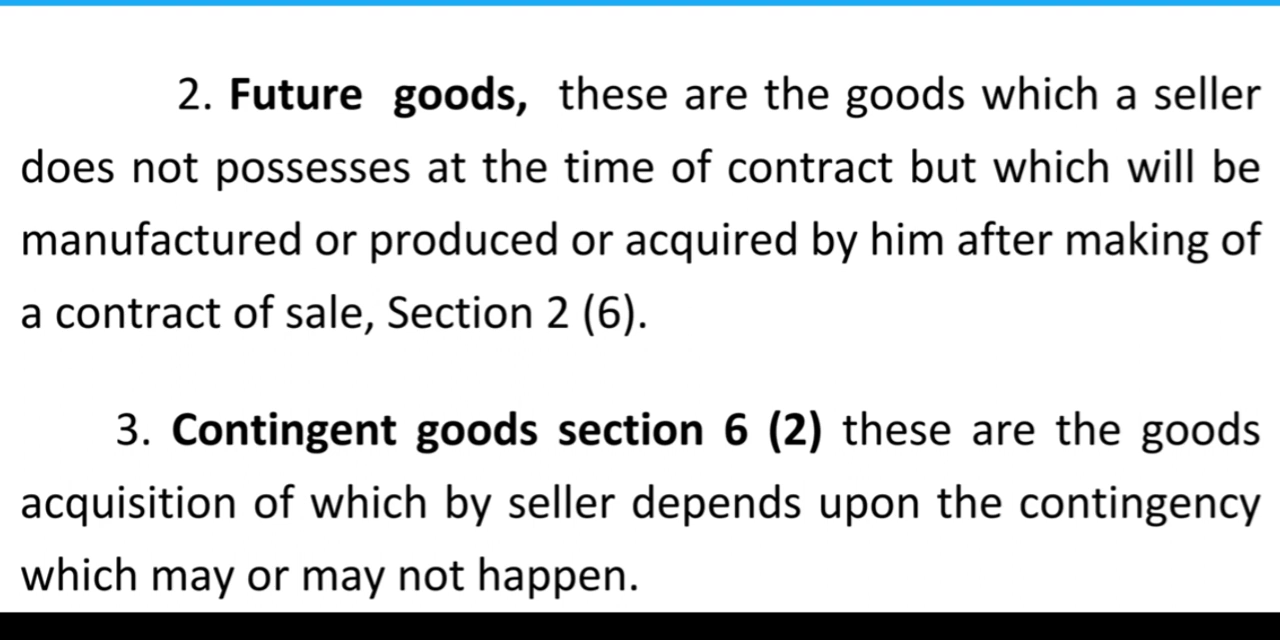 2. Future goods, these are the goods which a seller
does not possesses at the time of contract but which will be
manufactured or produced or acquired by him after making of
a contract of sale, Section 2 (6).
3. Contingent goods section 6 (2) these are the goods
acquisition of which by seller depends upon the contingency
which may or may not happen.